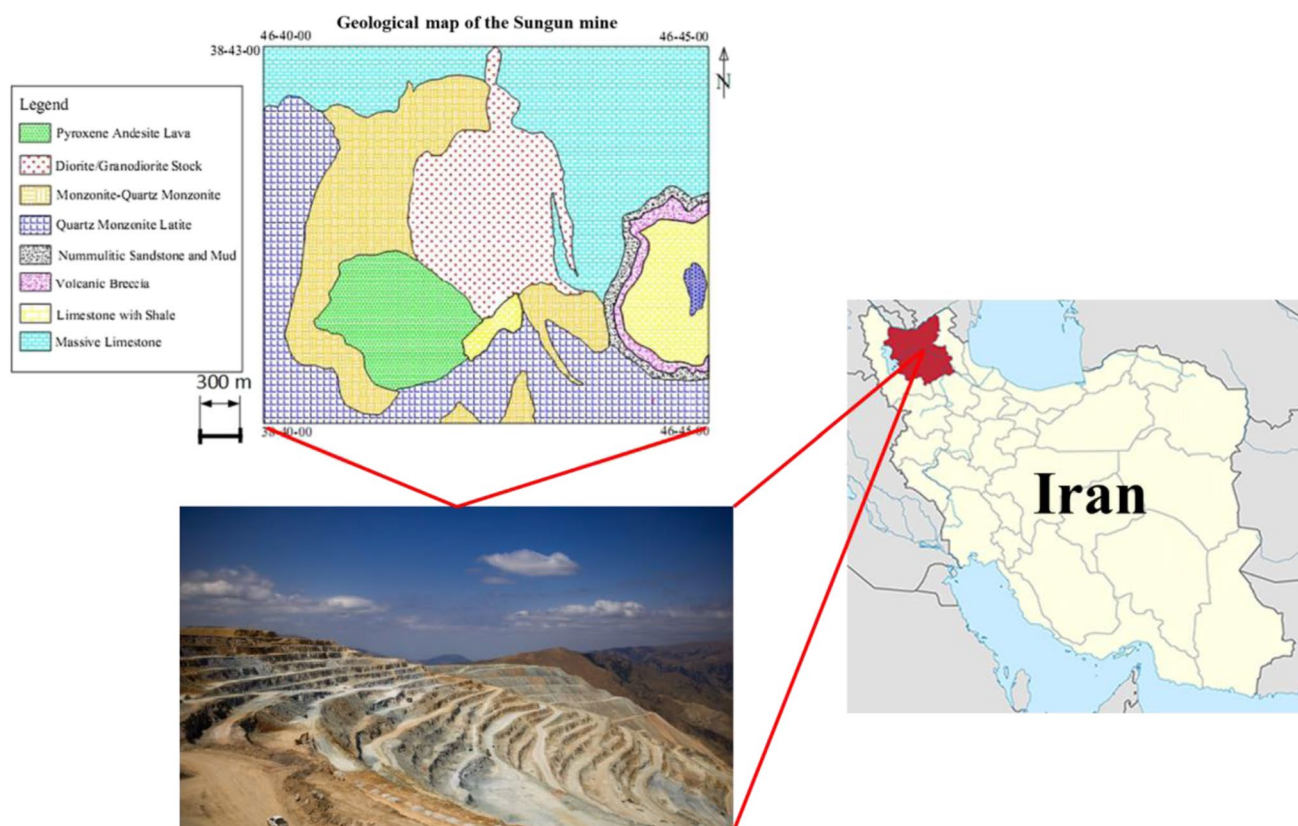 Geological map of the Sungun mine
46-40-00
46-45-00
38-43-00
N
Legend
Pyroxene Andesite Lava
Diorite/Granodiorite Stock
Monzonite-Quartz Monzonite
Quartz Monzonite Latite
Nummulitic Sandstone and Mud
Volcanic Breccia
Limestone with Shale
Massive Limestone
300 m
38-40-00
46-45-00
Iran